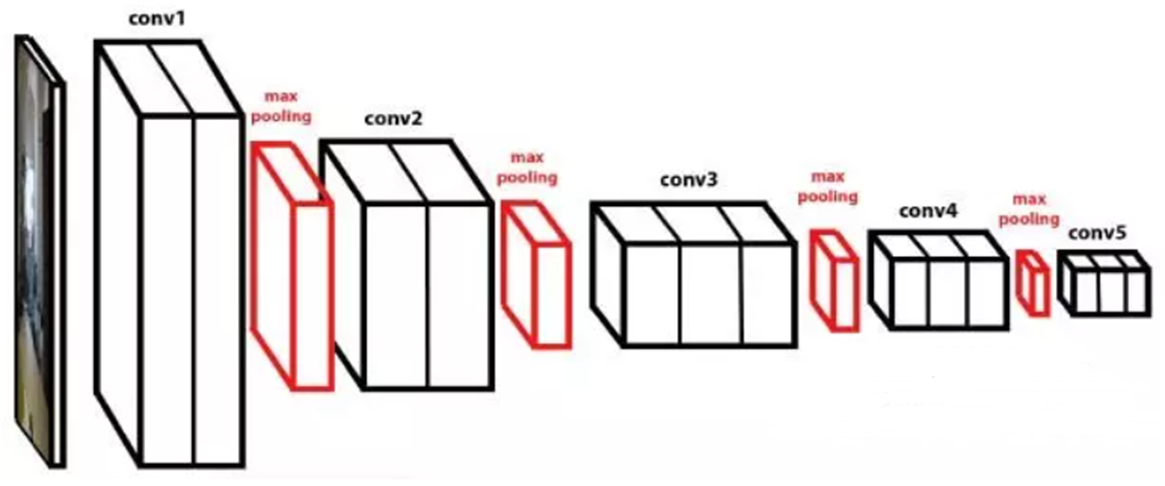 conv1
max
pooling
conv2
max
pooling
conv3
max
pooling
conv4
max
pooling
conv5